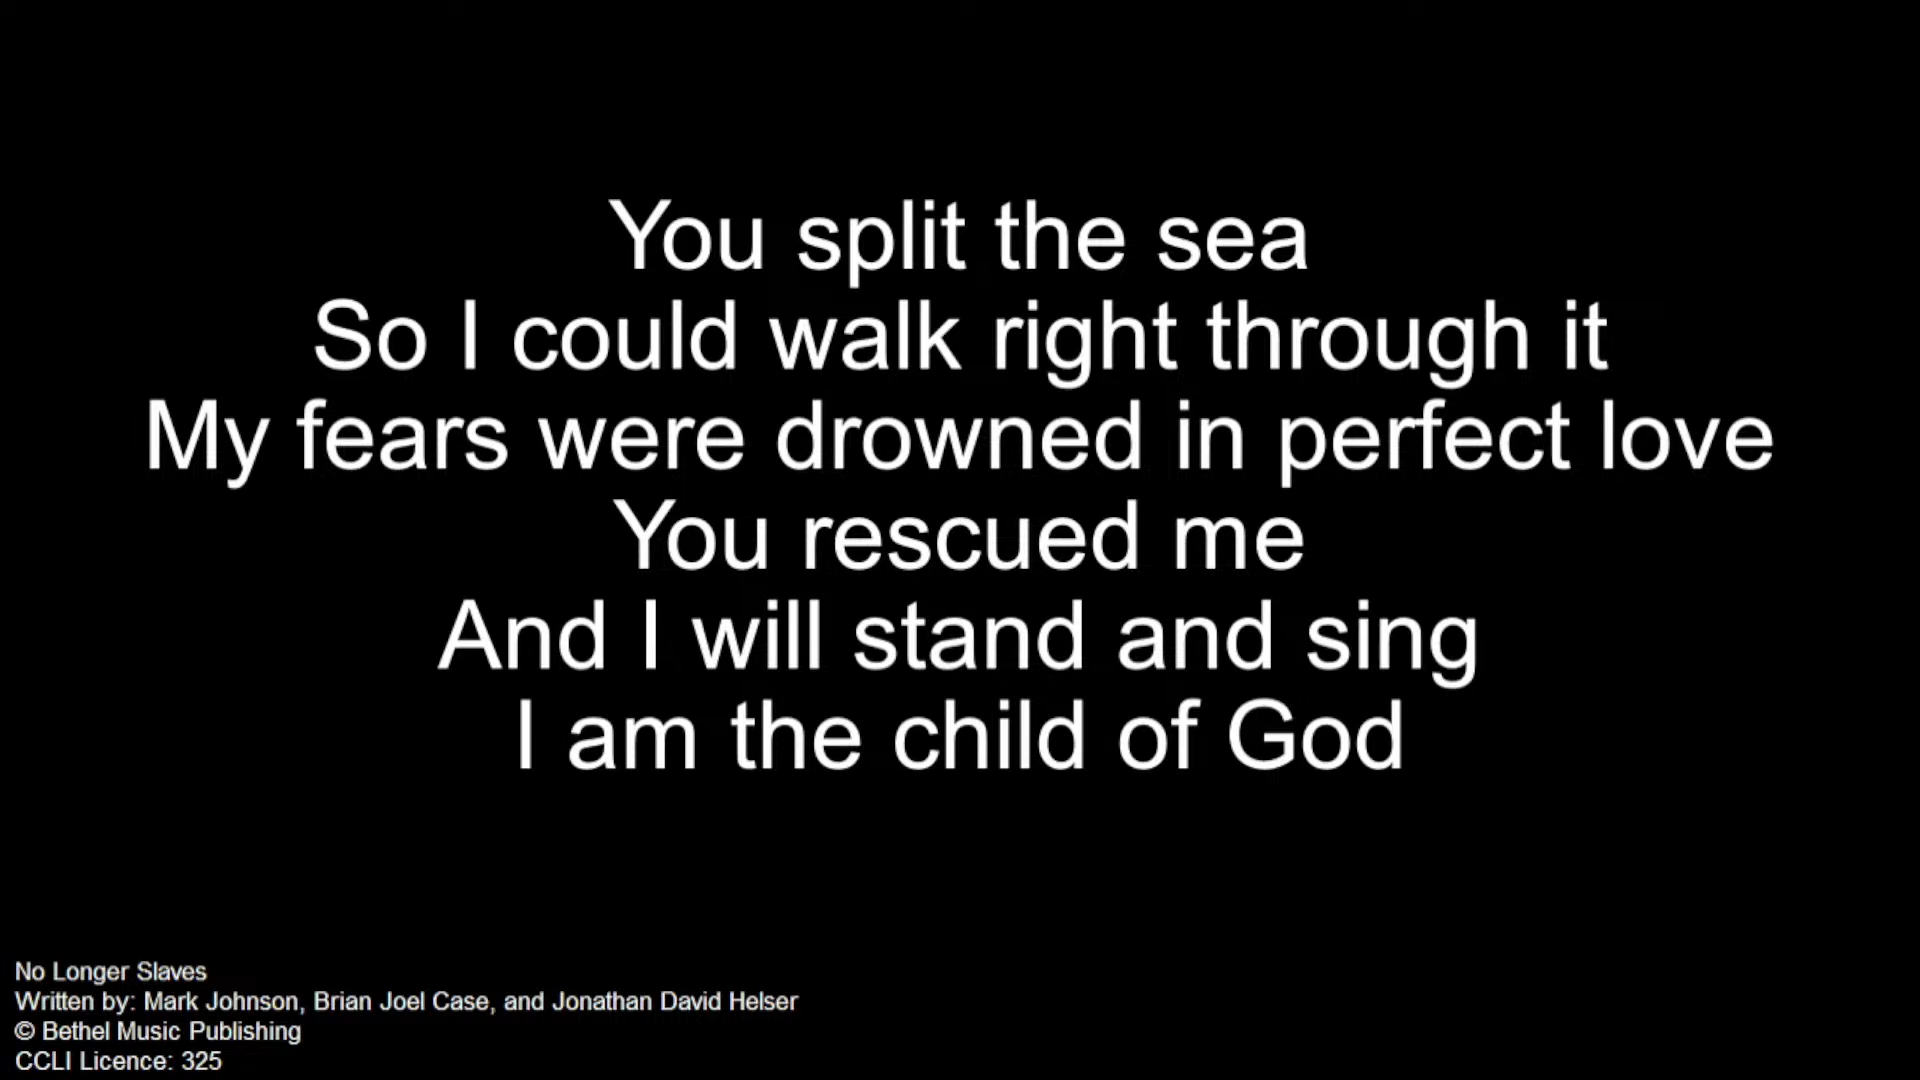 You split the sea
So I could walk right through it
My fears were drowned in perfect love
You rescued me
And I will stand and sing
I am the child of God
No Longer Slaves
Written by: Mark Johnson, Brian Joel Case, and Jonathan David Helser
© Bethel Music Publishing
CCLI Licence: 325